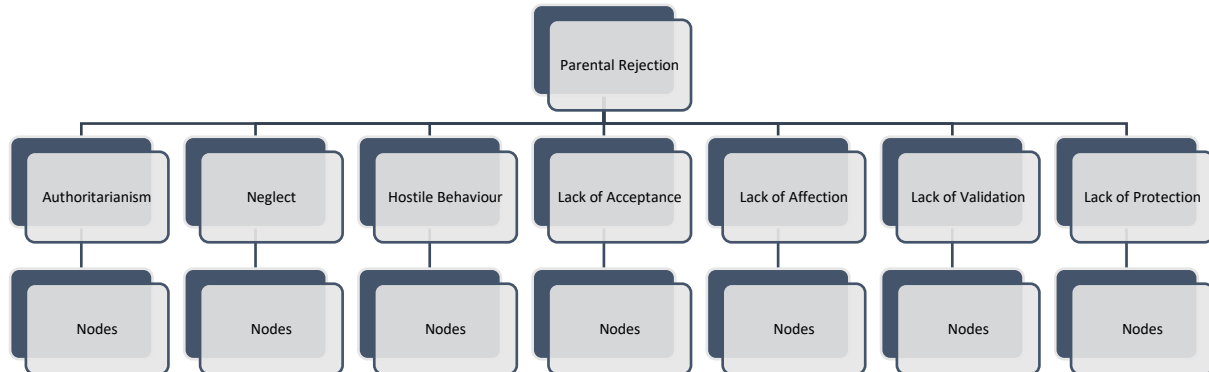 Parental Rejection
Authoritarianism
Neglect
Hostile Behaviour
Lack of Acceptance
Lack of Affection
Lack of Validation
Lack of Protection
Nodes
Nodes
Nodes
Nodes
Nodes
Nodes
Nodes